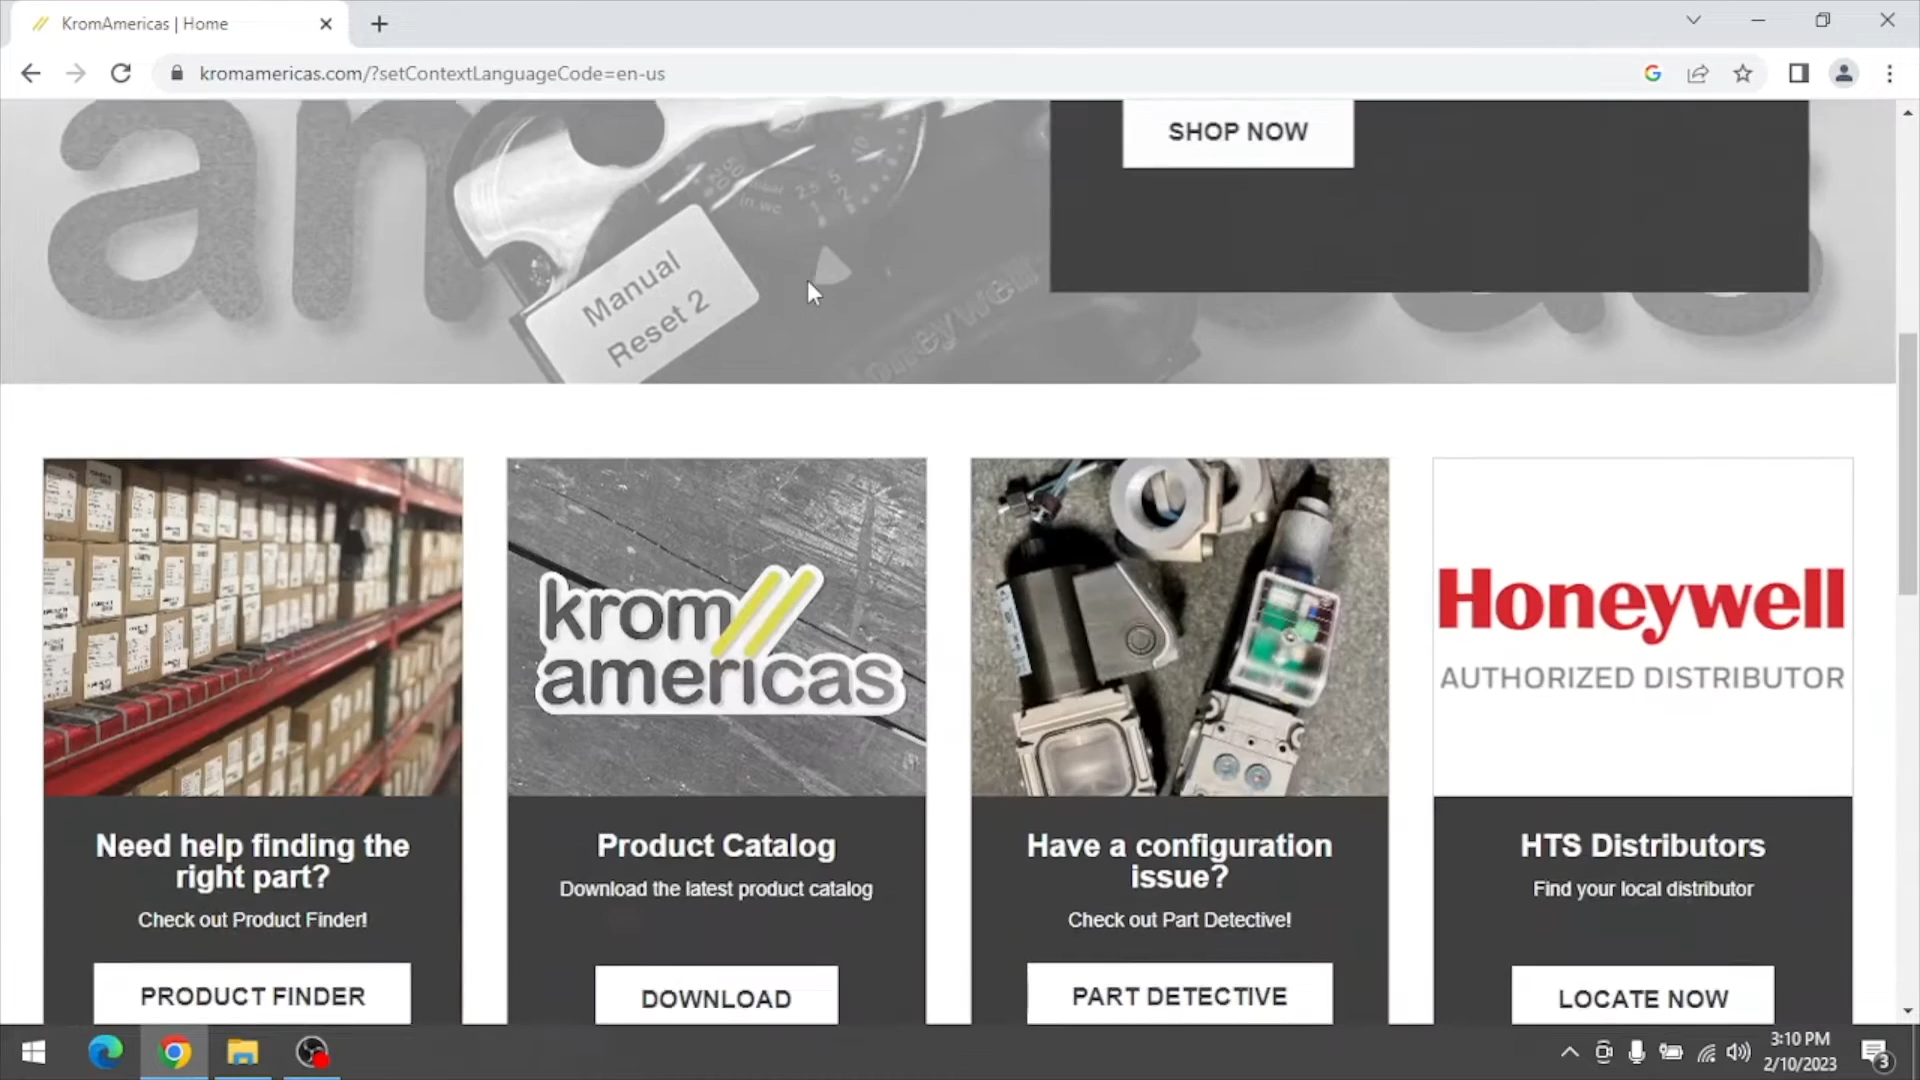 KromAmericas | Home
kromamericas.com/?setContextLanguageCode=en-us
SHOP NOW
Manual
Reset 2
krom
americas
Honeywell
AUTHORIZED DISTRIBUTOR
Need help finding the
right part?
Check out Product Finder!
PRODUCT FINDER
Product Catalog
Download the latest product catalog
DOWNLOAD
Have a configuration
issue?
Check out Part Detective!
PART DETECTIVE
HTS Distributors
Find your local distributor
LOCATE NOW
3:10 PM
2/10/2023
3